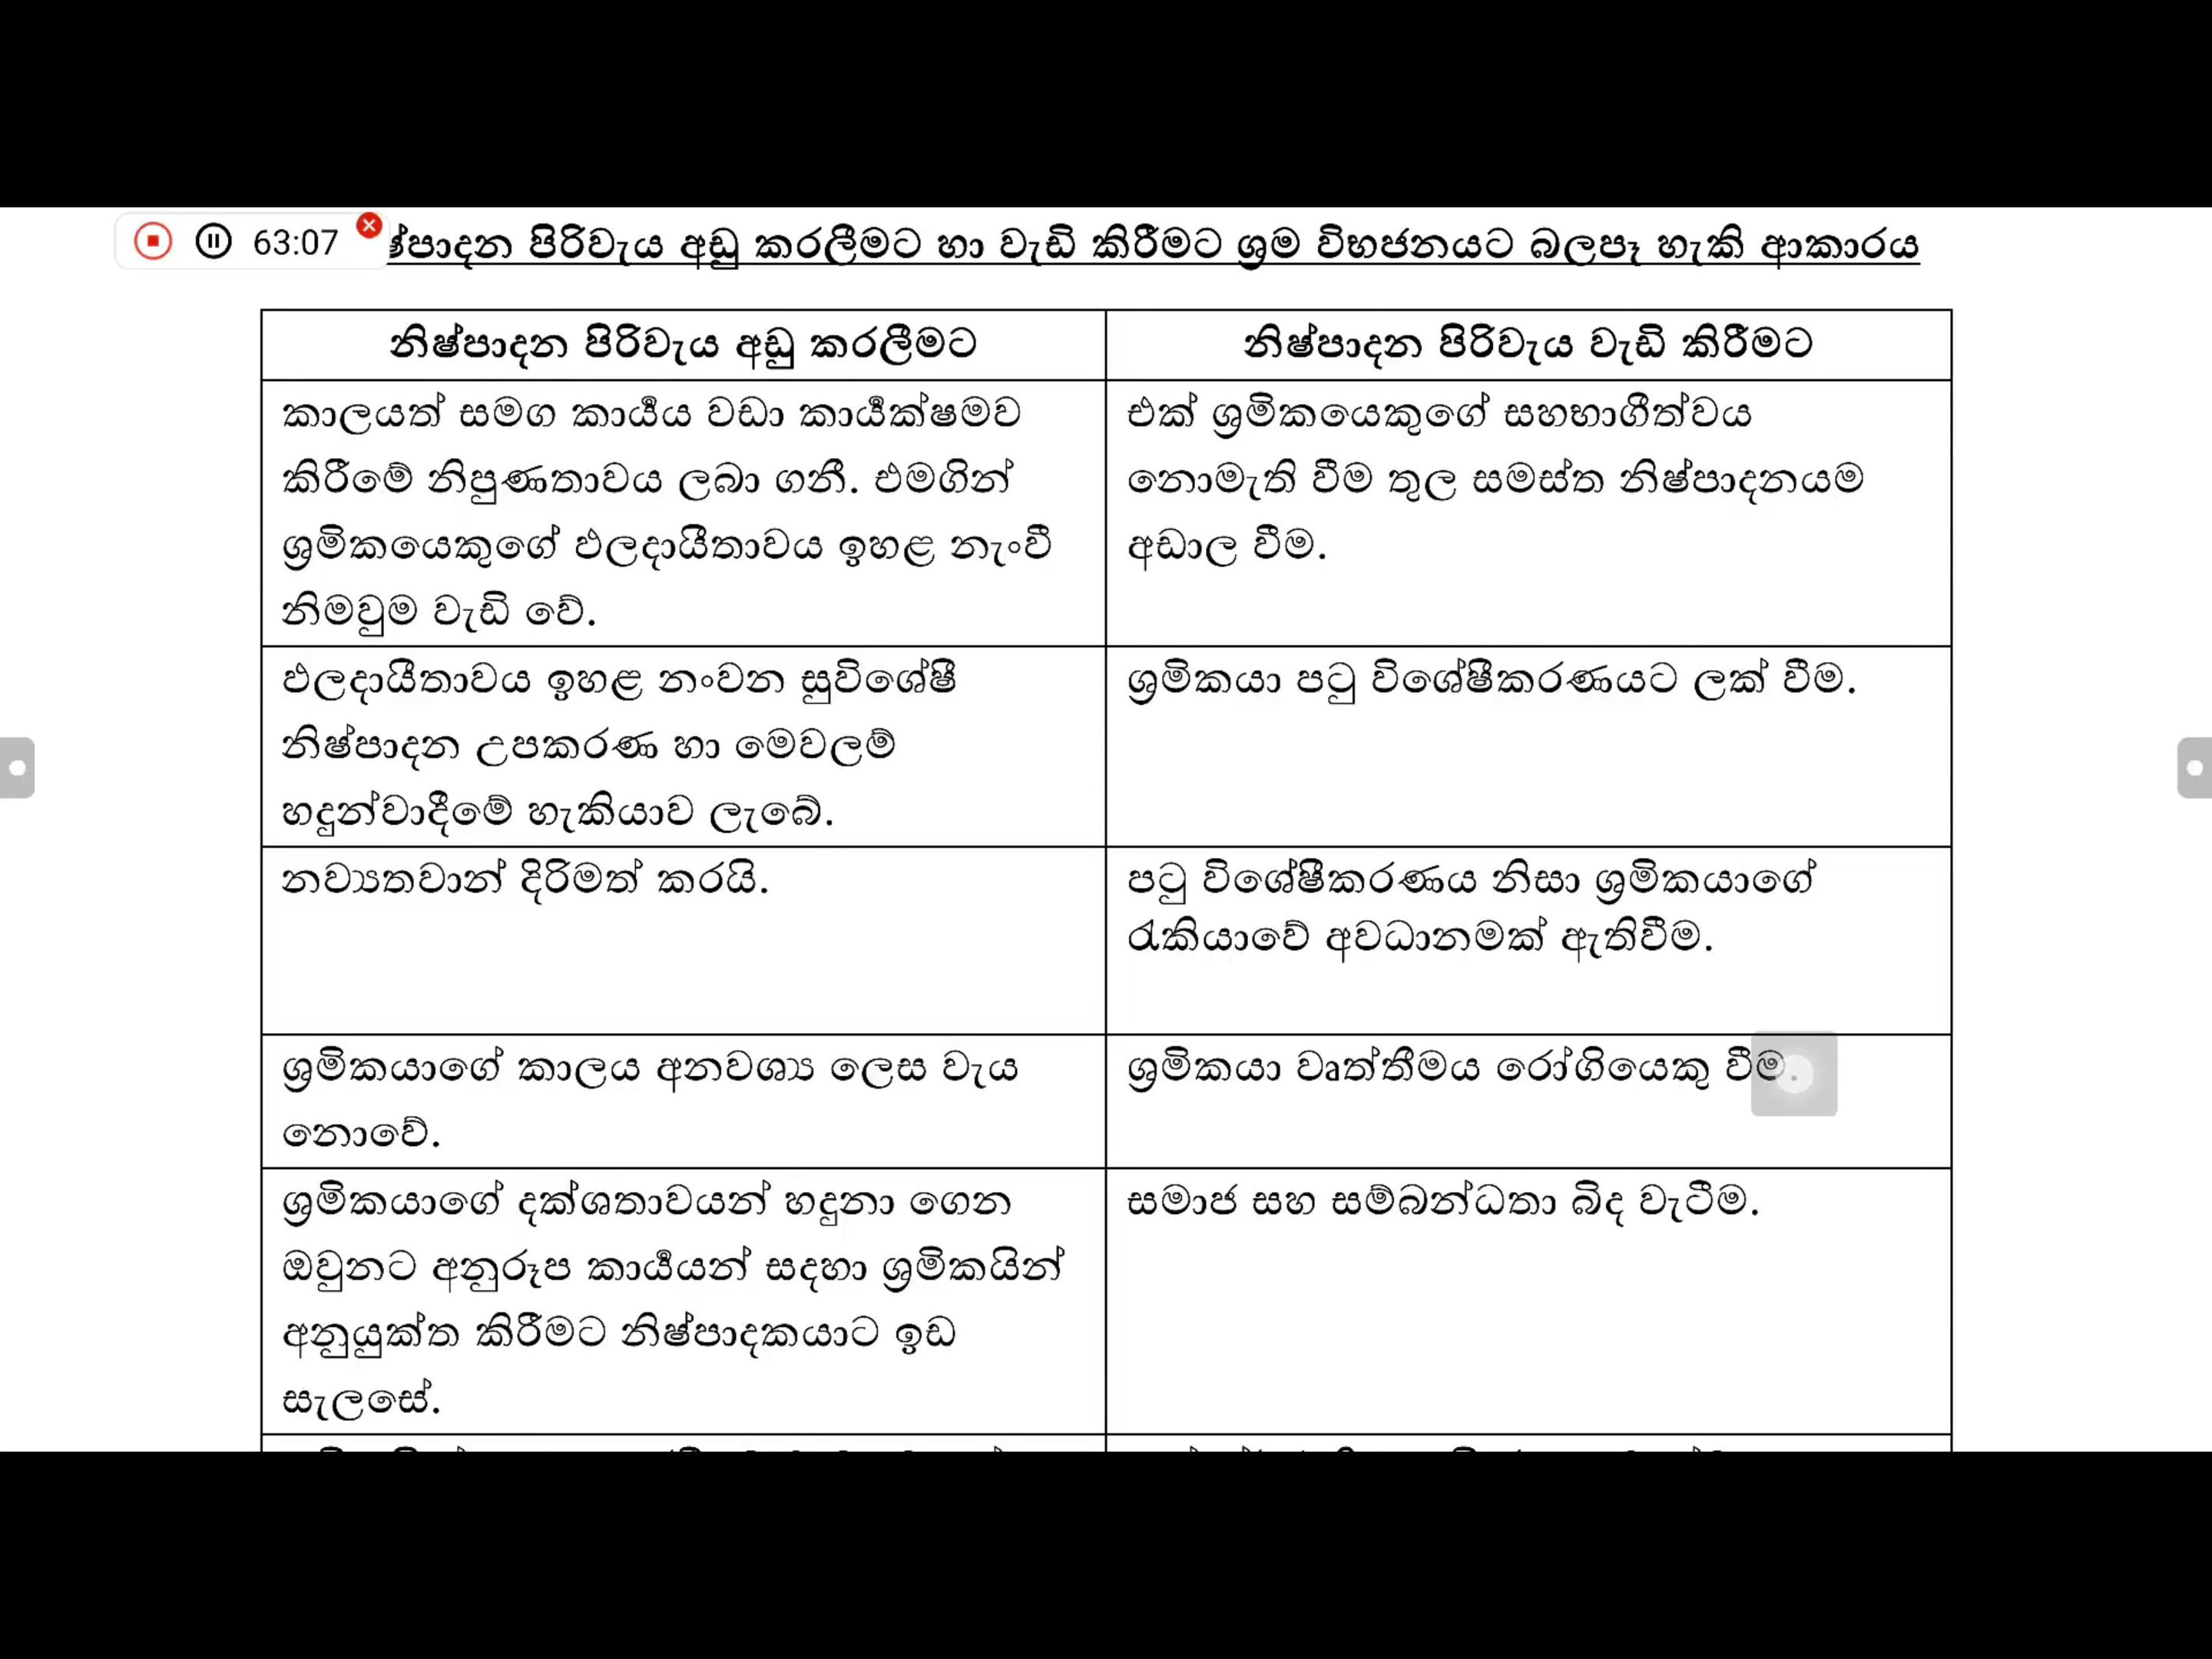 63:07
පාදන පිරිවැය අඩු කරලීමට හා වැඩි කිරීමට ශ්‍රම විභජනයට බලපෑ හැකි ආකාරය
නිෂ්පාදන පිරිවැය අඩු කරලීමට
නිෂ්පාදන පිරිවැය වැඩි කිරීමට
කාලයත් සමග කාර්‍ය්‍යය වඩා කාර්‍ය්‍යක්ෂමව
කිරීමේ නිපුණතාවය ලබා ගනී. එමගින්
ශ්‍රමිකයෙකුගේ ඵලදායීතාවය ඉහළ නැංවී
නිමවුම වැඩි වේ.
එක් ශ්‍රමිකයෙකුගේ සහභාගීත්වය
නොමැති වීම තුල සමස්ත නිෂ්පාදනයම
අඩාල වීම.
ඵලදායීතාවය ඉහළ නංවන සුවිශේෂී
නිෂ්පාදන උපකරණ හා මෙවලම්
හදුන්වාදීමේ හැකියාව ලැබේ.
ශ්‍රමිකයා පටු විශේෂීකරණයට ලක් වීම.
නව්‍යතවාන් දිරිමත් කරයි.
පටු විශේෂීකරණය නිසා ශ්‍රමිකයාගේ
රැකියාවේ අවධානමක් ඇතිවීම.
ශ්‍රමිකයාගේ කාලය අනවශ්‍ය ලෙස වැය
නොවේ.
ශ්‍රමිකයා වෘත්තීමය රෝගියෙකු වීම.
ශ්‍රමිකයාගේ දක්ශතාවයන් හදුනා ගෙන
ඔවුනට අනුරූප කාර්‍ය්‍යයන් සදහා ශ්‍රමිකයින්
අනුයුක්ත කිරීමට නිෂ්පාදකයාට ඉඩ
සැලසේ.
සමාජ සහ සම්බන්ධතා බිද වැටීම.